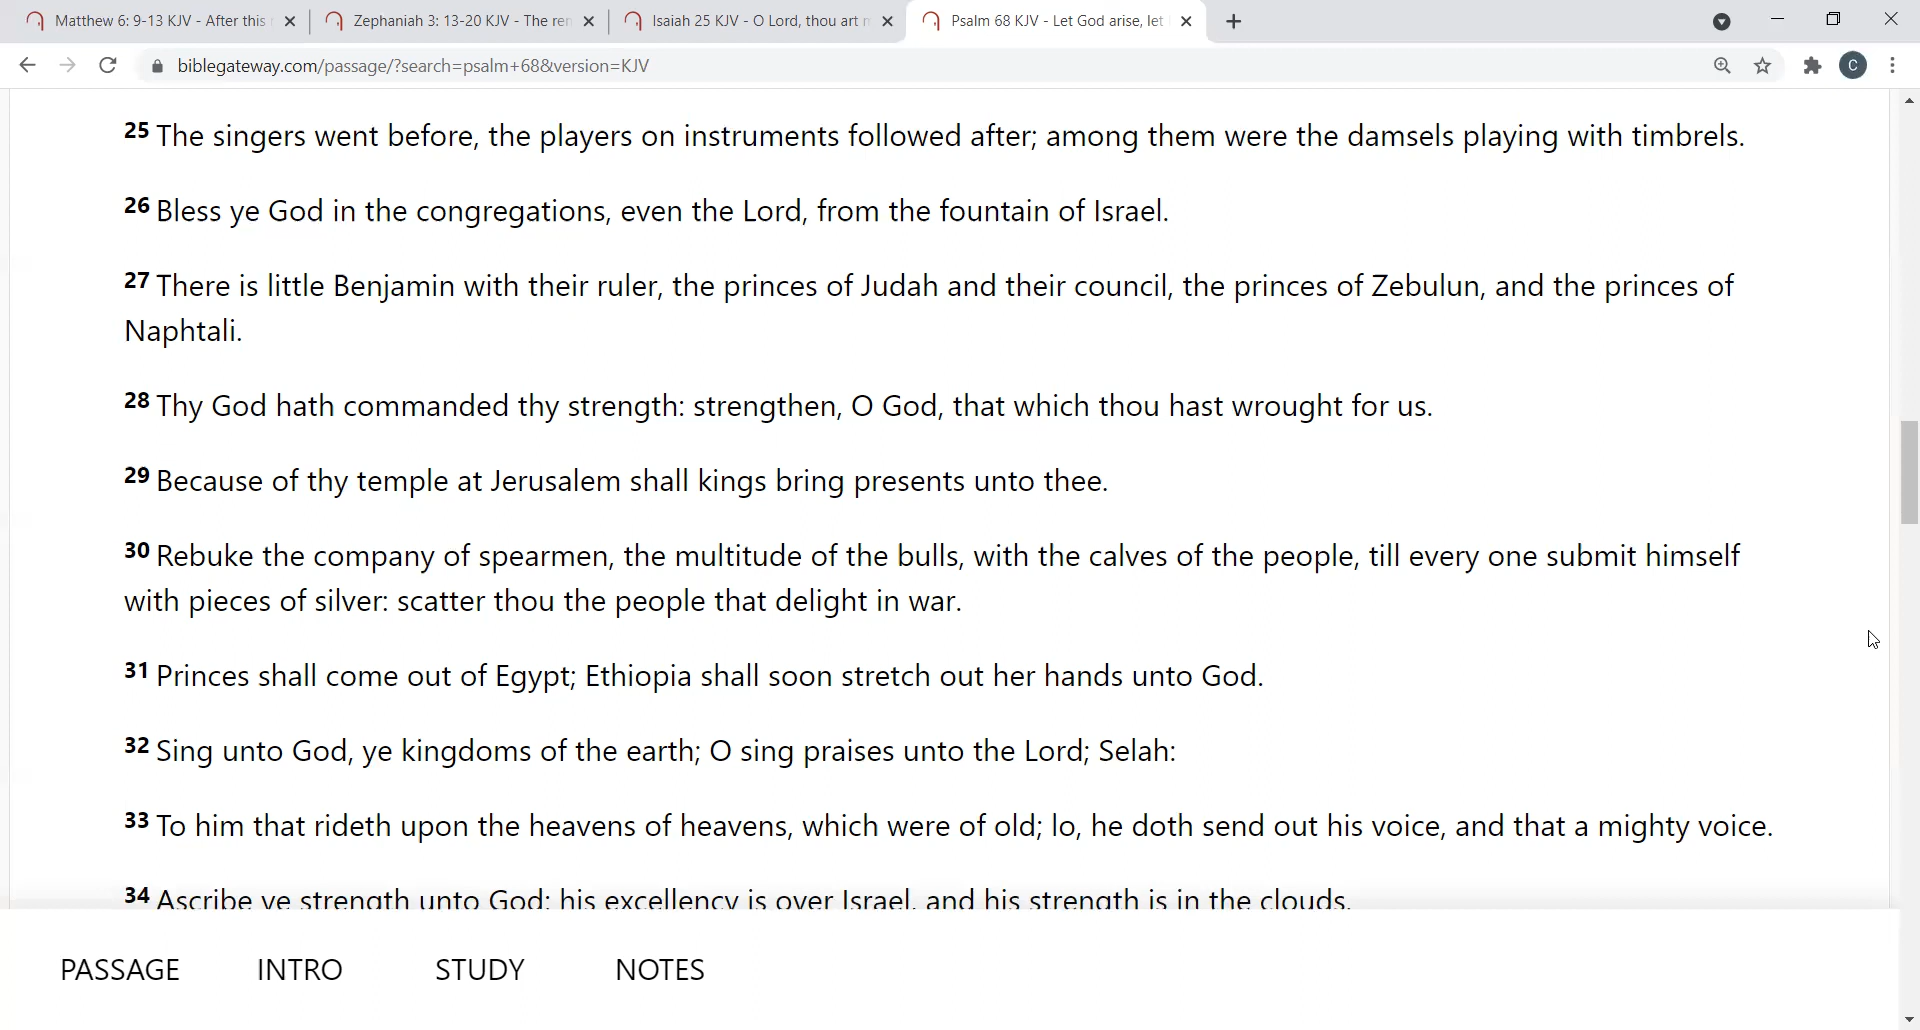 Matthew 6: 9-13 KJV - After this
Zephaniah 3: 13-20 KJV - The ren
Isaiah 25 KJV - O Lord, thou art
Psalm 68 KJV - Let God arise, let
biblegateway.com/passage/?search=psalm+68&version=KJV
C
25 The singers went before, the players on instruments followed after; among them were the damsels playing with timbrels.
26 Bless ye God in the congregations, even the Lord, from the fountain of Israel.
27 There is little Benjamin with their ruler, the princes of Judah and their council, the princes of Zebulun, and the princes of
Naphtali.
28 Thy God hath commanded thy strength: strengthen, O God, that which thou hast wrought for us.
29 Because of thy temple at Jerusalem shall kings bring presents unto thee.
30 Rebuke the company of spearmen, the multitude of the bulls, with the calves of the people, till every one submit himself
with pieces of silver: scatter thou the people that delight in war.
31 Princes shall come out of Egypt; Ethiopia shall soon stretch out her hands unto God.
32 Sing unto God, ye kingdoms of the earth; O sing praises unto the Lord; Selah:
33 To him that rideth upon the heavens of heavens, which were of old; lo, he doth send out his voice, and that a mighty voice.
34 Ascribe ye strength unto God: his excellency is over Israel, and his strength is in the clouds.
PASSAGE INTRO STUDY NOTES